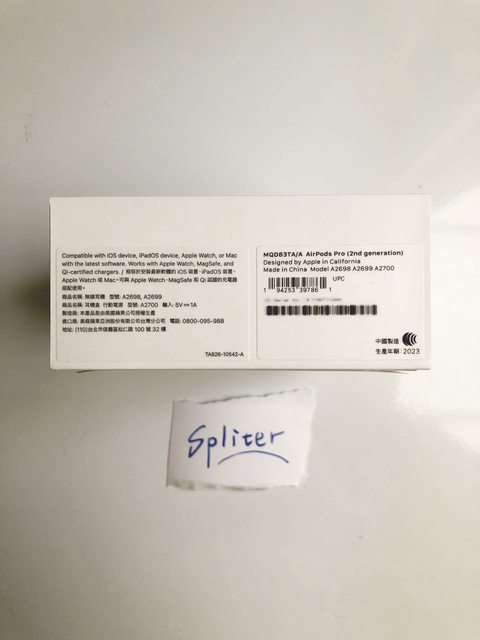 Compatible with iOS device, iPadOS device, Apple Watch, or Mac
with the latest software. Works with Apple Watch, MagSafe, and
Qi-certified chargers. / 相容於安裝最新軟體的 iOS 裝置、iPadOS 裝置、
Apple Watch 或 Mac。可與 Apple Watch、MagSafe 和 Qi 認證的充電器
搭配使用。
商品名稱: 無線耳機 型號: A2698, A2699
商品名稱: 耳機盒 行動電源 型號: A2700 輸入: 5V⎓1A
製造商: 本產品是由美國蘋果公司授權生產
進口商: 美商蘋果亞洲股份有限公司台灣分公司 電話: 0800-095-988
地址: (110)台北市信義區松仁路 100 號 32 樓
TA826-10542-A
MQD83TA/A AirPods Pro (2nd generation)
Designed by Apple in California
Made in China Model A2698 A2699 A2700
UPC
1 94253 39786 1
中國製造
生產年期: 2023
Spliter